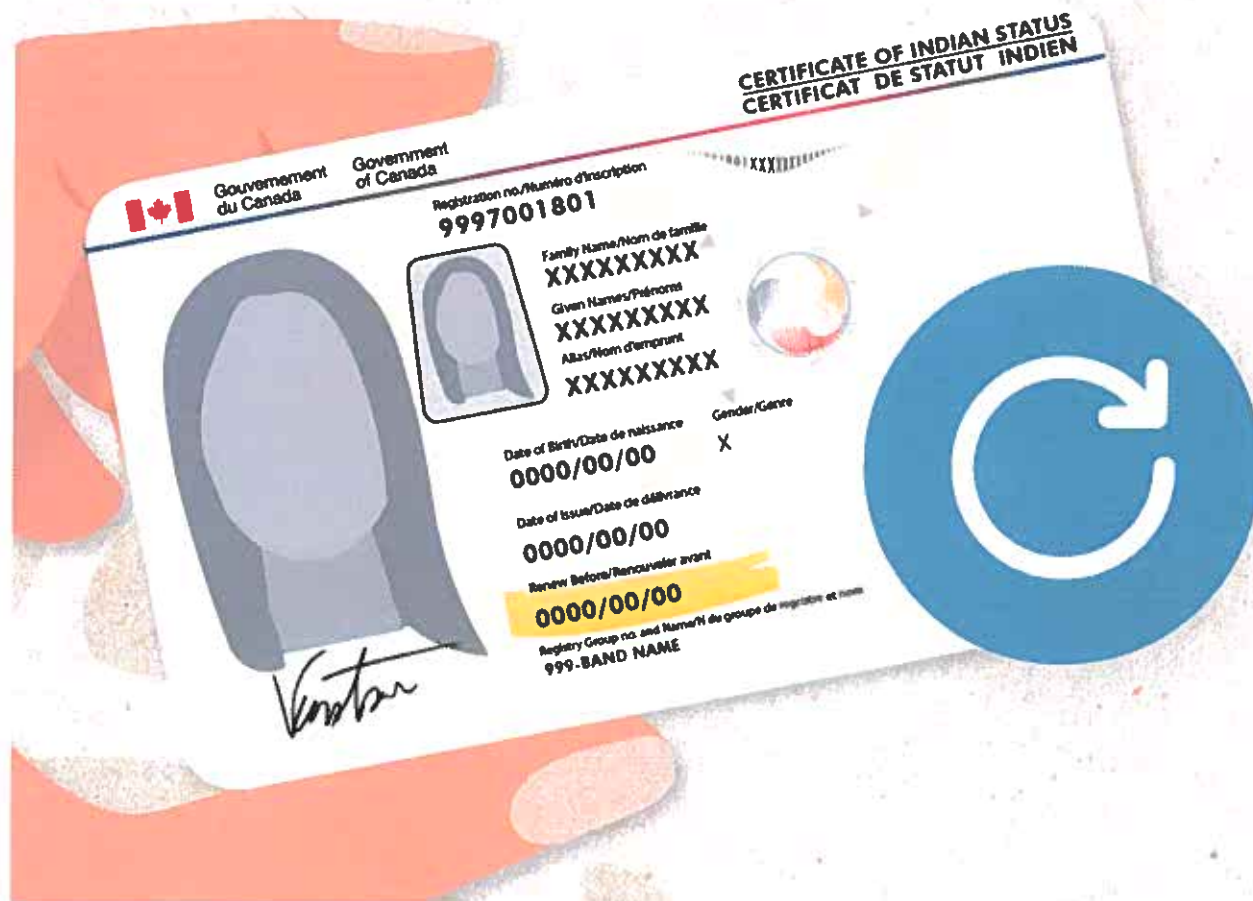 CERTIFICATE OF INDIAN STATUS
CERTIFICAT DE STATUT INDIEN
Gouvernement du Canada
Government of Canada
Registration no./Numéro d'inscription
9997001801
XXX
Family Name/Nom de famille
XXXXXXXXX
Given Names/Prénoms
XXXXXXXXX
Alias/Nom d'emprunt
XXXXXXXXX
Date of Birth/Date de naissance
0000/00/00
Gender/Genre
X
Date of Issue/Date de délivrance
0000/00/00
Renew Before/Renouveler avant
0000/00/00
Registry Group no. and Name/N du groupe de registre et nom
999-BAND NAME